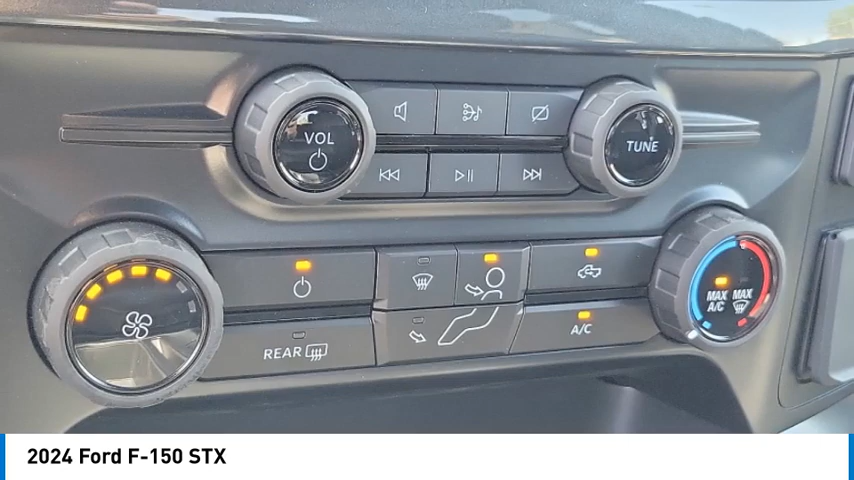 VOL
TUNE
REAR
A/C
MAX
A/C
MAX
2024 Ford F-150 STX